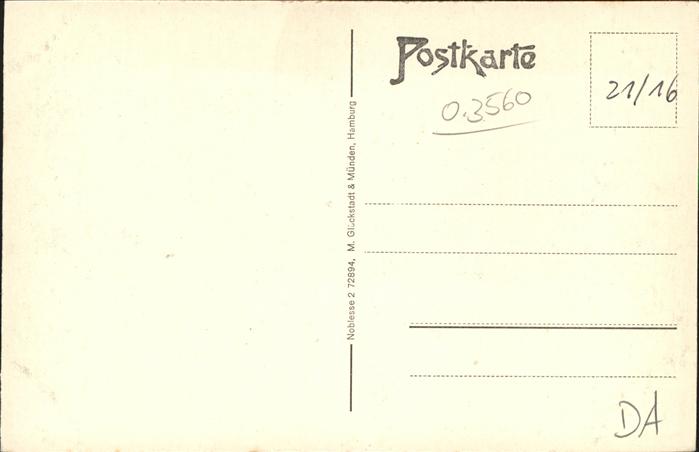 Postkarte
21/16
0.3560
Noblesse 2 72894, M. Glückstadt & Münden, Hamburg
DA